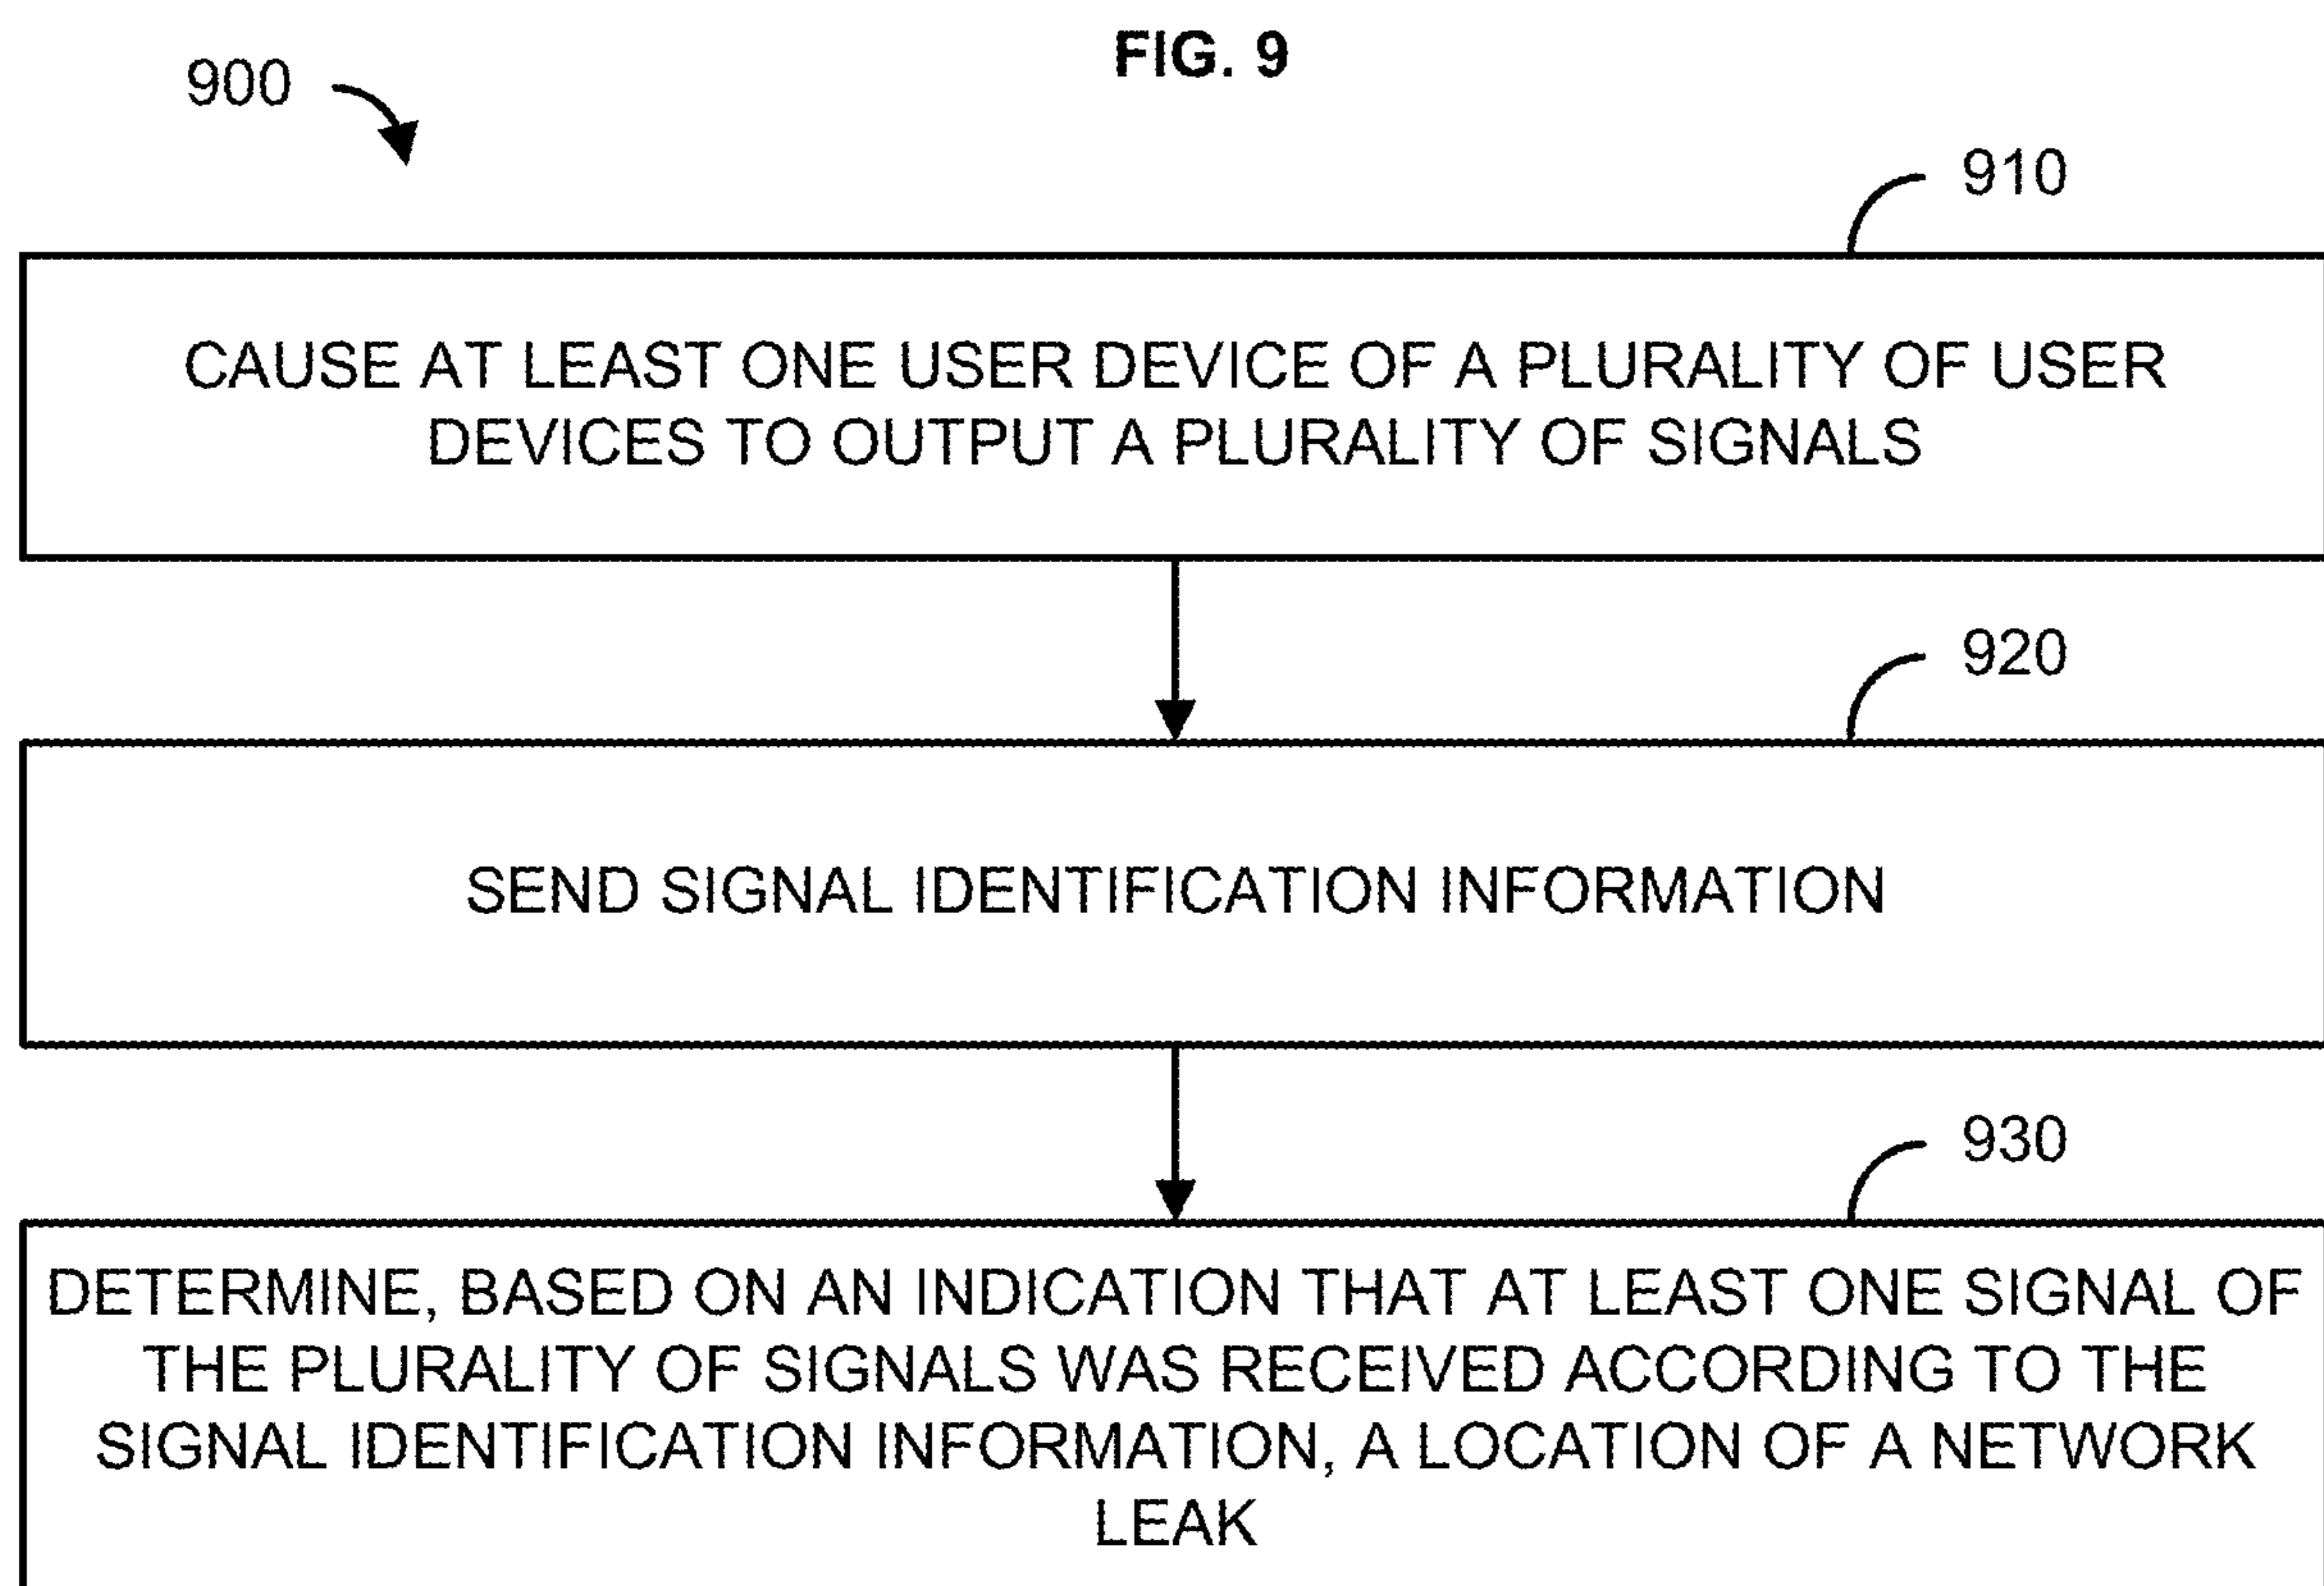 FIG. 9
900
910
CAUSE AT LEAST ONE USER DEVICE OF A PLURALITY OF USER
DEVICES TO OUTPUT A PLURALITY OF SIGNALS
920
SEND SIGNAL IDENTIFICATION INFORMATION
930
DETERMINE, BASED ON AN INDICATION THAT AT LEAST ONE SIGNAL OF
THE PLURALITY OF SIGNALS WAS RECEIVED ACCORDING TO THE
SIGNAL IDENTIFICATION INFORMATION, A LOCATION OF A NETWORK
LEAK